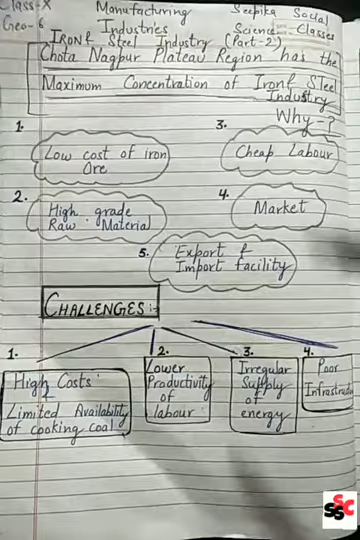 Class-X Manufacturing Seepika Social
Geo-6 Industries Science Classes
Iron & Steel Industry (Part-2)
Chota Nagpur Plateau Region has the
Maximum Concentration of Iron & Steel
Industry
Why-?
1. Low cost of iron
Ore
2. High grade
Raw Material
3. Cheap Labour
4. Market
5. Export &
Import facility
CHALLENGES:-
1. High Costs
&
Limited Availability
of cooking coal
2. Lower
Productivity
of
labour
3. Irregular
Supply
of
energy
4. Poor
Infrastructu
SSSC